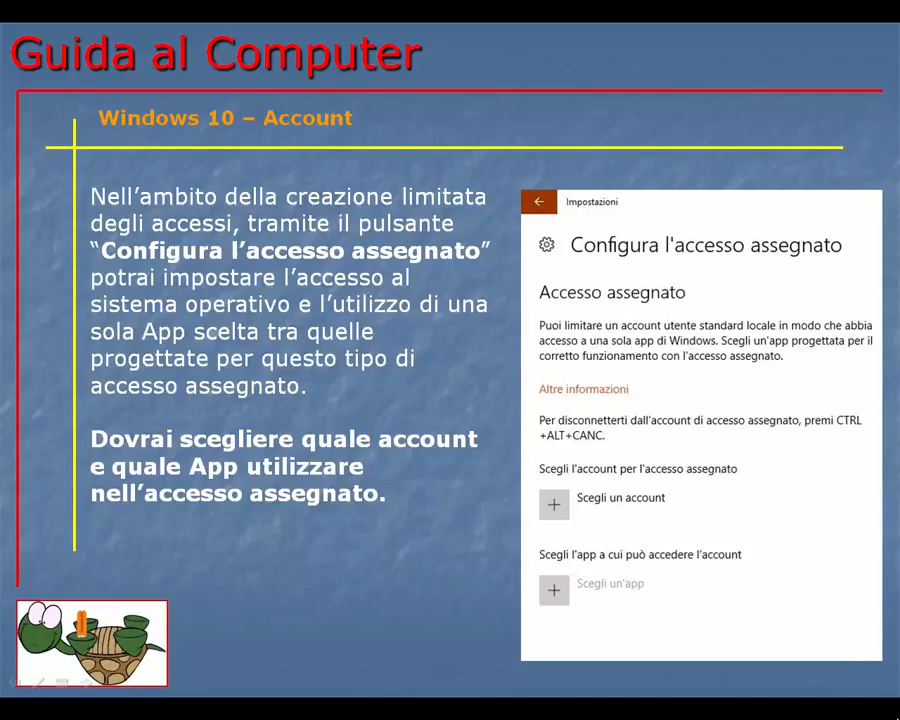 Guida al Computer
Windows 10 – Account
Nell’ambito della creazione limitata
degli accessi, tramite il pulsante
“Configura l’accesso assegnato”
potrai impostare l’accesso al
sistema operativo e l’utilizzo di una
sola App scelta tra quelle
progettate per questo tipo di
accesso assegnato.
Dovrai scegliere quale account
e quale App utilizzare
nell’accesso assegnato.
Impostazioni
Configura l'accesso assegnato
Accesso assegnato
Puoi limitare un account utente standard locale in modo che abbia
accesso a una sola app di Windows. Scegli un'app progettata per il
corretto funzionamento con l'accesso assegnato.
Altre informazioni
Per disconnetterti dall'account di accesso assegnato, premi CTRL
+ALT+CANC.
Scegli l'account per l'accesso assegnato
Scegli un account
Scegli l'app a cui può accedere l'account
Scegli un'app